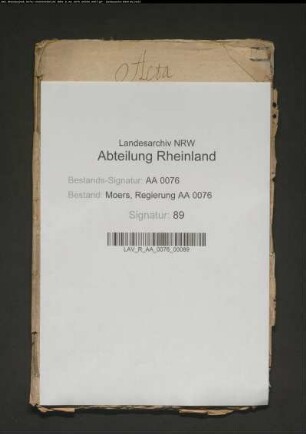 Acta
Landesarchiv NRW
Abteilung Rheinland
Bestands-Signatur: AA 0076
Bestand: Moers, Regierung AA 0076
Signatur: 89
LAV_R_AA_0076_00089